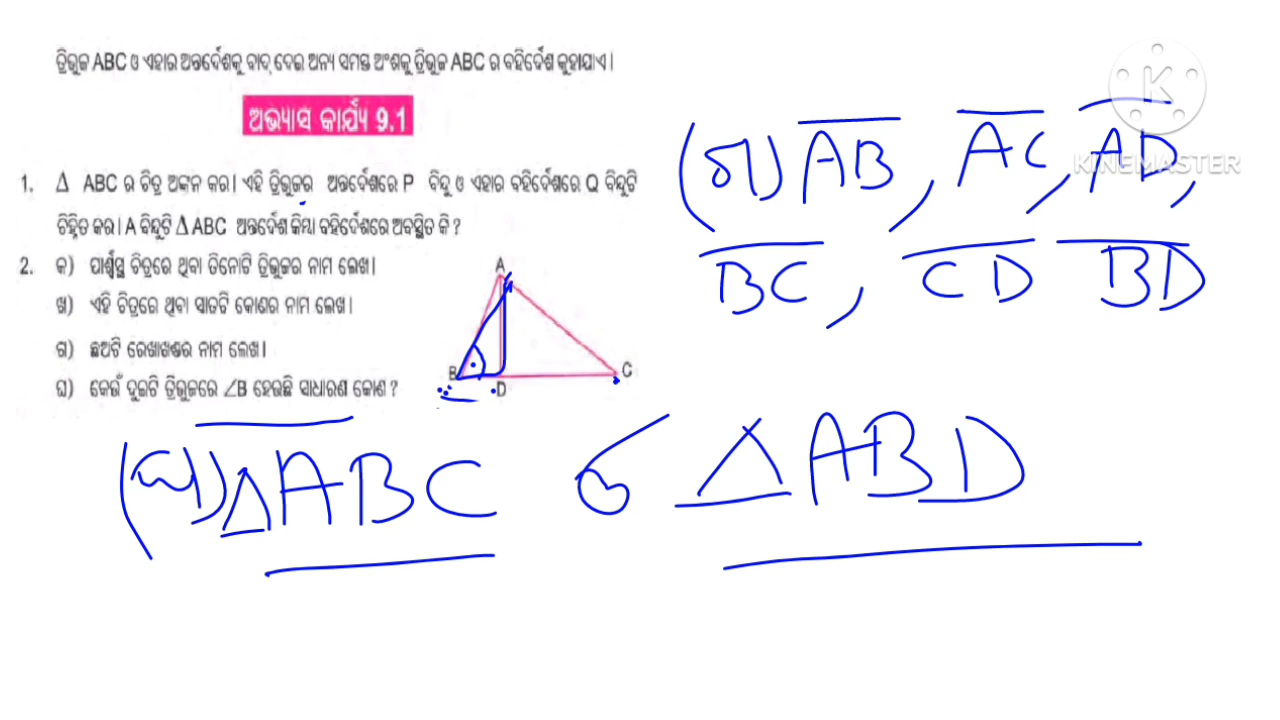 ତ୍ରିଭୁଜ ABC ଓ ଏହାର ଅନ୍ତର୍ଦେଶକୁ ବାଦ୍ ଦେଇ ଅନ୍ୟ ସମସ୍ତ ଅଂଶକୁ ତ୍ରିଭୁଜ ABC ର ବହିର୍ଦେଶ କୁହାଯାଏ।
ଅଭ୍ୟାସ କାର୍ଯ୍ୟ 9.1
1. Δ ABC ର ଚିତ୍ର ଅଙ୍କନ କର। ଏହି ତ୍ରିଭୁଜର ଅନ୍ତର୍ଦେଶରେ P ବିନ୍ଦୁ ଓ ଏହାର ବହିର୍ଦେଶରେ Q ବିନ୍ଦୁଟି
ଚିହ୍ନିତ କର। A ବିନ୍ଦୁଟି Δ ABC ଅନ୍ତର୍ଦେଶ କିମ୍ବା ବହିର୍ଦେଶରେ ଅବସ୍ଥିତ କି ?
2. କ) ପାର୍ଶ୍ୱସ୍ଥ ଚିତ୍ରରେ ଥିବା ତିନୋଟି ତ୍ରିଭୁଜର ନାମ ଲେଖ।
ଖ) ଏହି ଚିତ୍ରରେ ଥିବା ସାତଟି କୋଣର ନାମ ଲେଖ।
ଗ) ଛଅଟି ରେଖାଖଣ୍ଡର ନାମ ଲେଖ।
ଘ) କେଉଁ ଦୁଇଟି ତ୍ରିଭୁଜରେ ∠B ହେଉଛି ସାଧାରଣ କୋଣ ?
A
B
D
C
(ଗ) AB, AC, AD,
BC, CD BD
(ଘ) Δ ABC ଓ Δ ABD
K
KINEMASTER